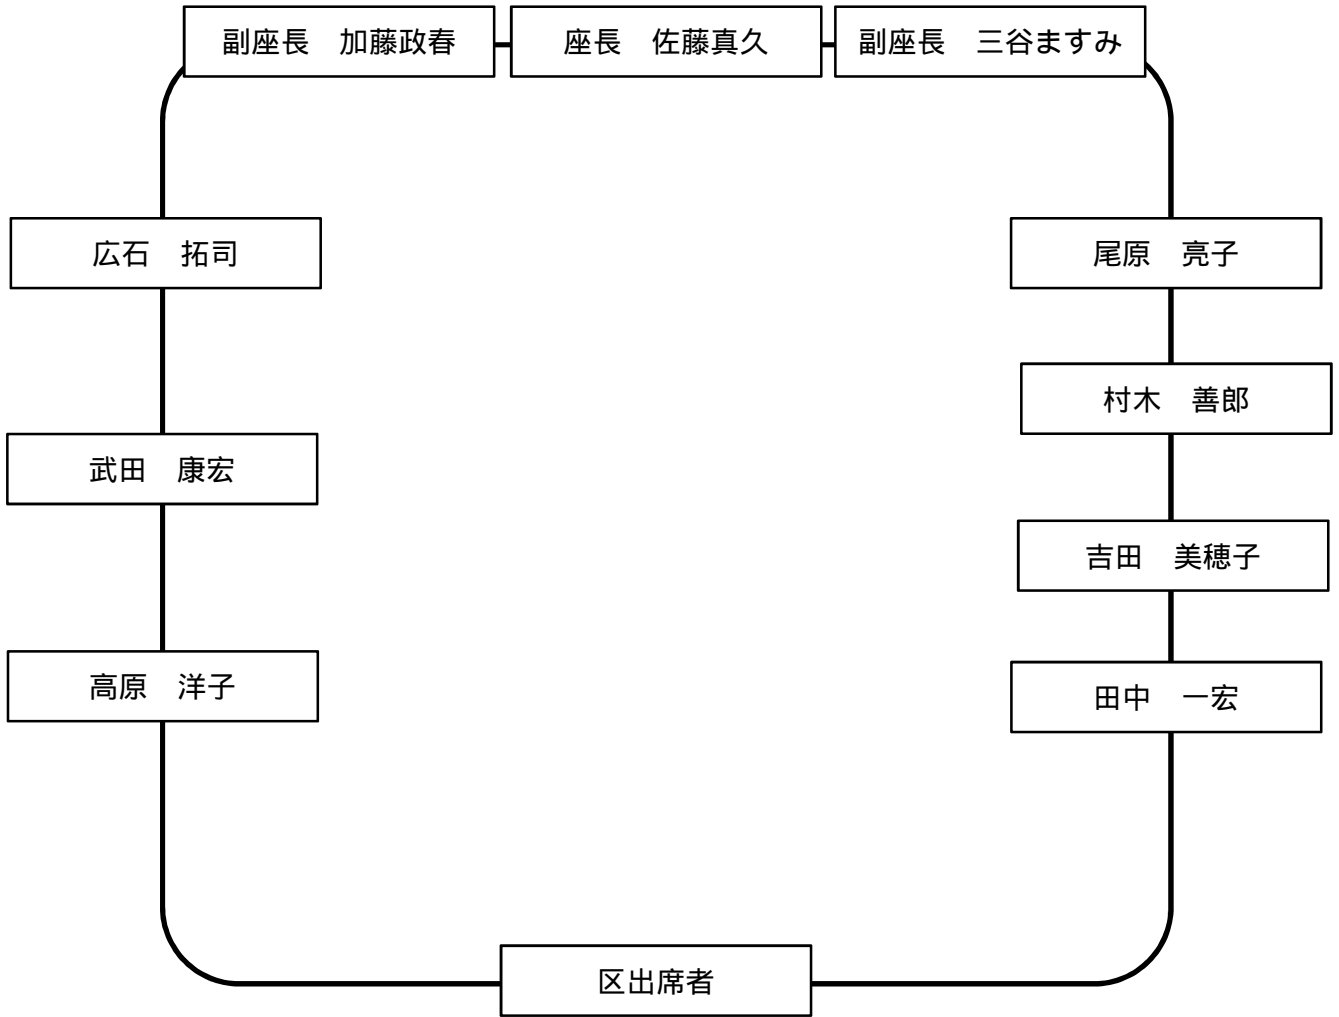 副座長　加藤政春
座長　佐藤真久
副座長　三谷ますみ
広石　拓司
尾原　亮子
村木　善郎
武田　康宏
吉田　美穂子
高原　洋子
田中　一宏
区出席者